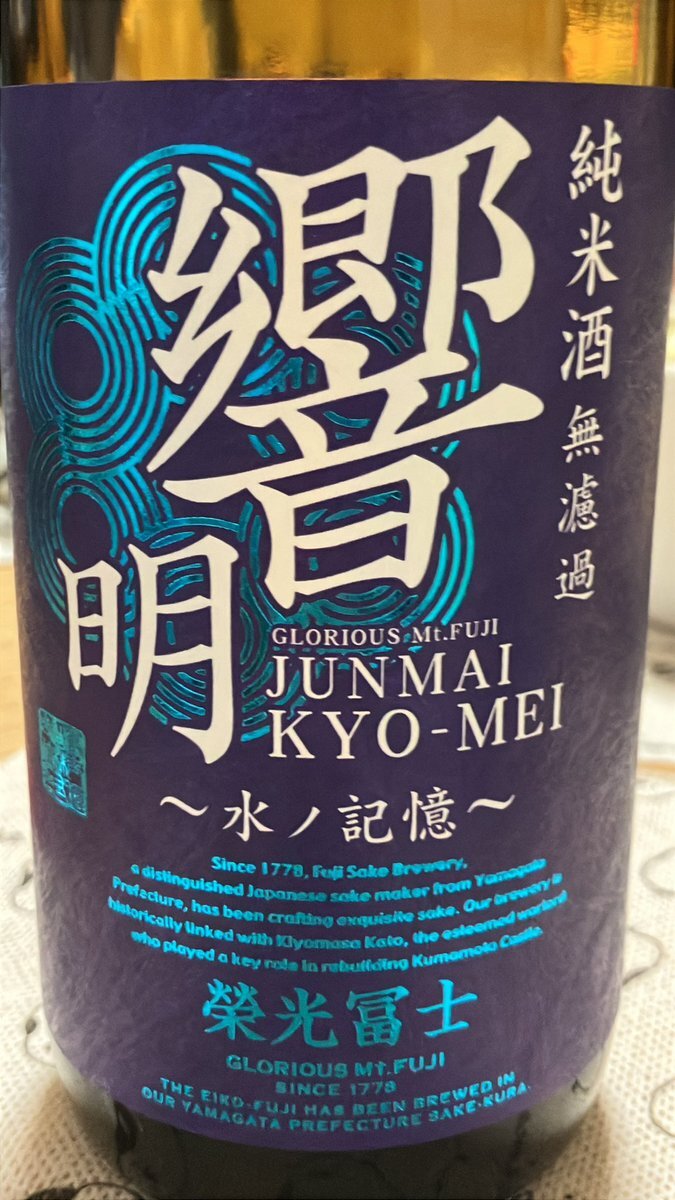 純米酒 無濾過
響明
GLORIOUS Mt.FUJI
JUNMAI
KYO-MEI
～水ノ記憶～
Since 1778, Fuji Sake Brewery,
a distinguished Japanese sake maker from Yamagata
Prefecture, has been crafting exquisite sake. Our brewery is
historically linked with Kiyomasa Kato, the esteemed warlord
who played a key role in rebuilding Kumamoto Castle.
榮光冨士
GLORIOUS Mt.FUJI
SINCE 1778
THE EIKO-FUJI HAS BEEN BREWED IN
OUR YAMAGATA PREFECTURE SAKE-KURA.